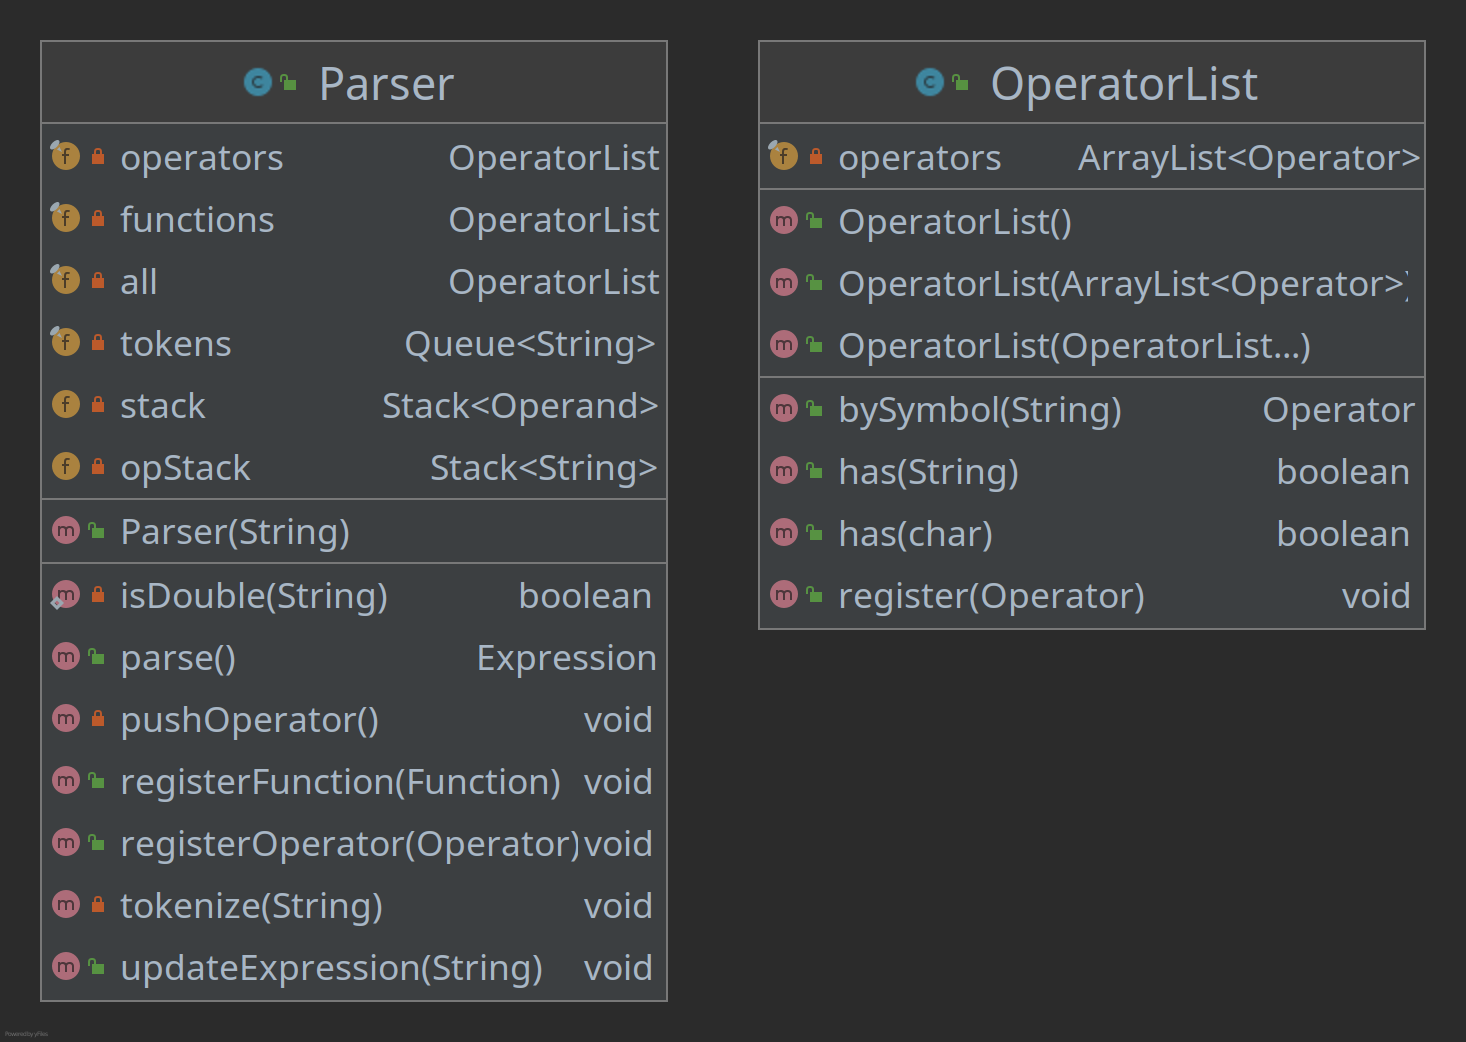 Parser
operators OperatorList
functions OperatorList
all OperatorList
tokens Queue<String>
stack Stack<Operand>
opStack Stack<String>
Parser(String)
isDouble(String) boolean
parse() Expression
pushOperator() void
registerFunction(Function) void
registerOperator(Operator) void
tokenize(String) void
updateExpression(String) void
OperatorList
operators ArrayList<Operator>
OperatorList()
OperatorList(ArrayList<Operator>)
OperatorList(OperatorList...)
bySymbol(String) Operator
has(String) boolean
has(char) boolean
register(Operator) void
Powered by yFiles